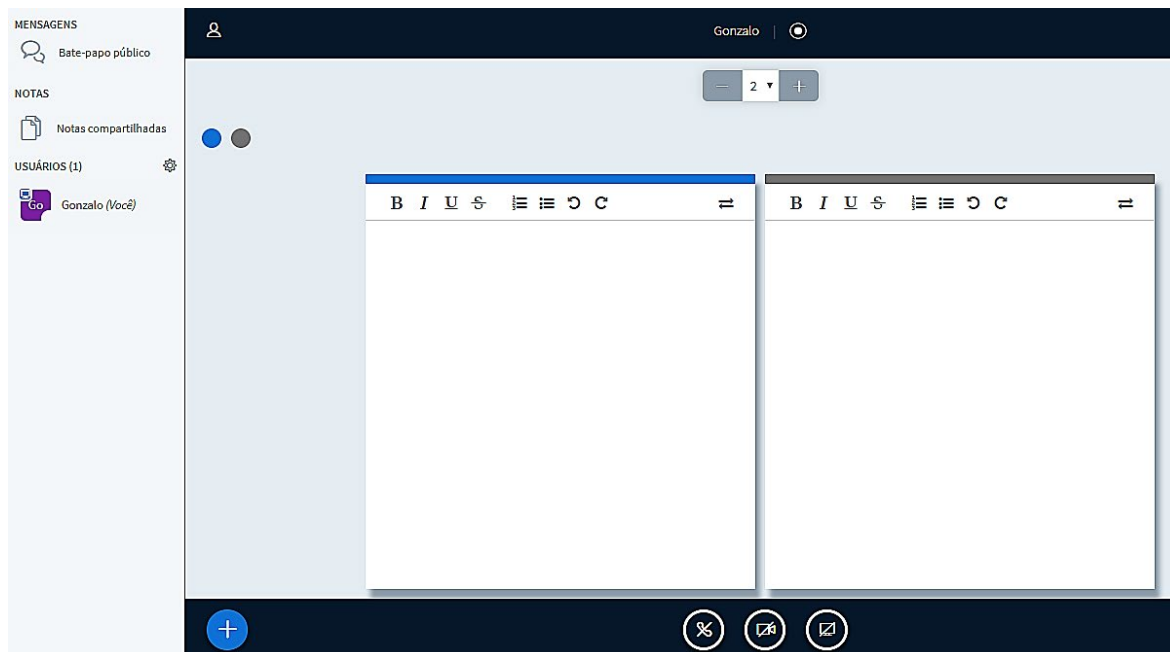 MENSAGENS
Bate-papo público
NOTAS
Notas compartilhadas
USUÁRIOS (1)
Go
Gonzalo (Você)
Gonzalo
2
B I U S
B I U S